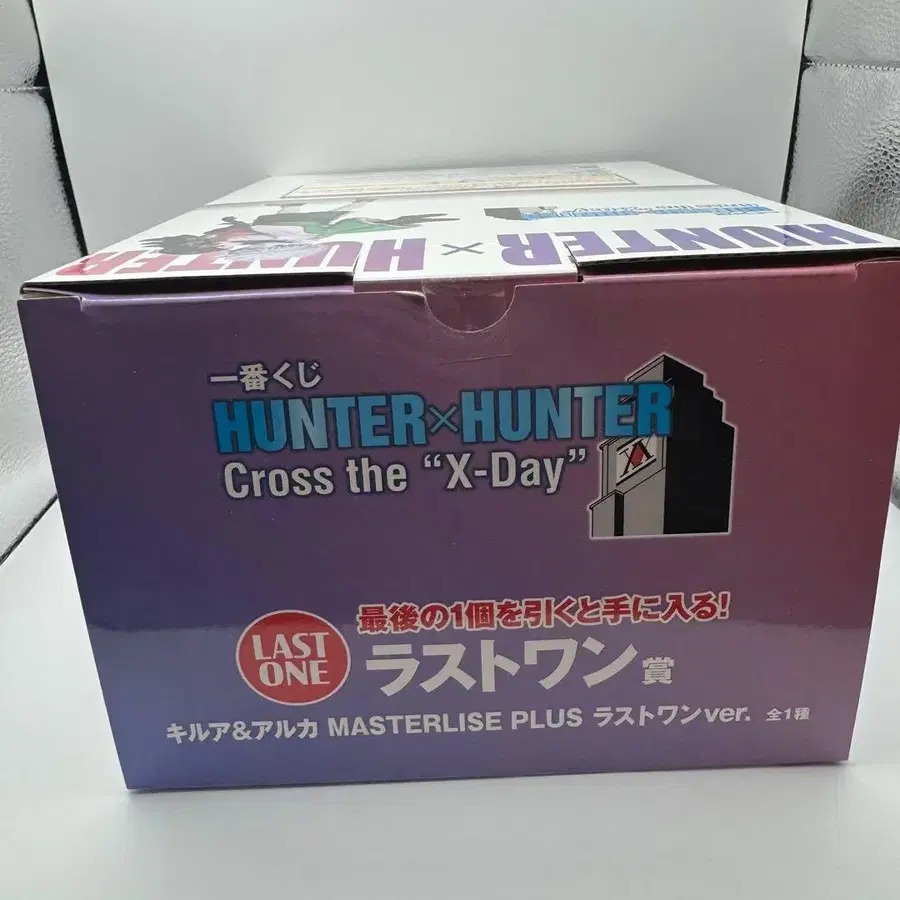 HUNTER × HUNTER
一番くじ
HUNTER×HUNTER
Cross the “X-Day”
最後の1個を引くと手に入る!
LAST
ONE
ラストワン賞
キルア&アルカ MASTERLISE PLUS ラストワンver. 全1種